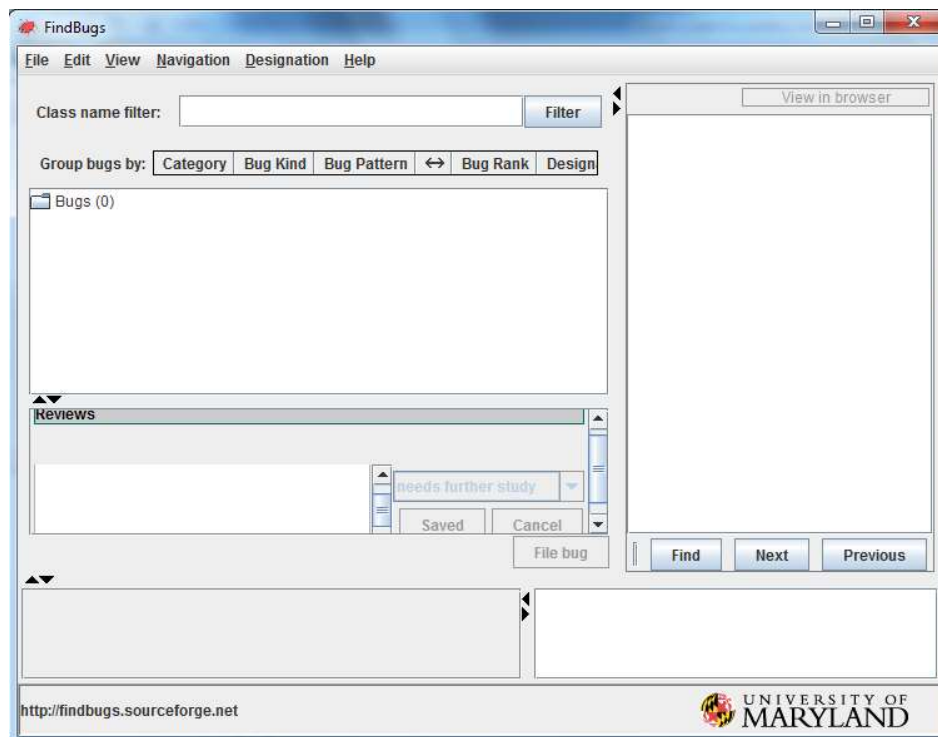 FindBugs
File Edit View Navigation Designation Help
Class name filter: Filter
View in browser
Group bugs by: Category Bug Kind Bug Pattern ↔ Bug Rank Design
Bugs (0)
Reviews
needs further study
Saved Cancel
File bug
Find Next Previous
http://findbugs.sourceforge.net
UNIVERSITY OF
MARYLAND